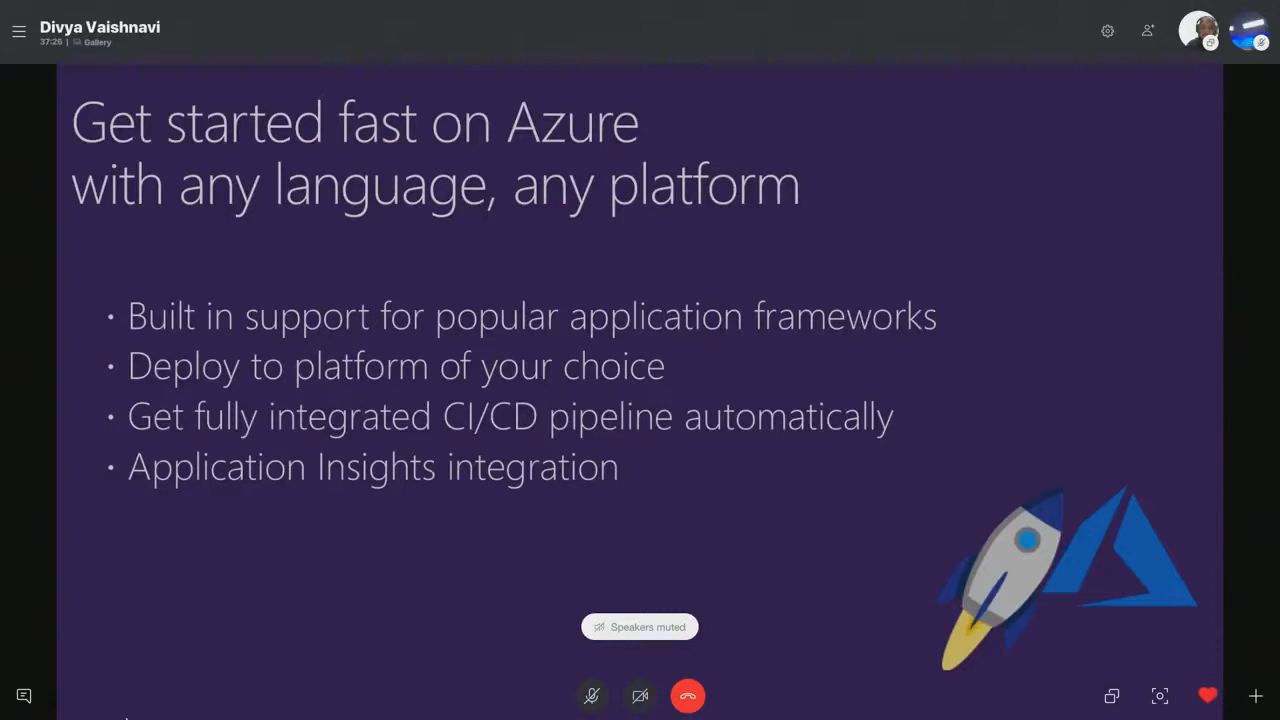 Divya Vaishnavi
37:26 | Gallery
Get started fast on Azure
with any language, any platform
· Built in support for popular application frameworks
· Deploy to platform of your choice
· Get fully integrated CI/CD pipeline automatically
· Application Insights integration
Speakers muted